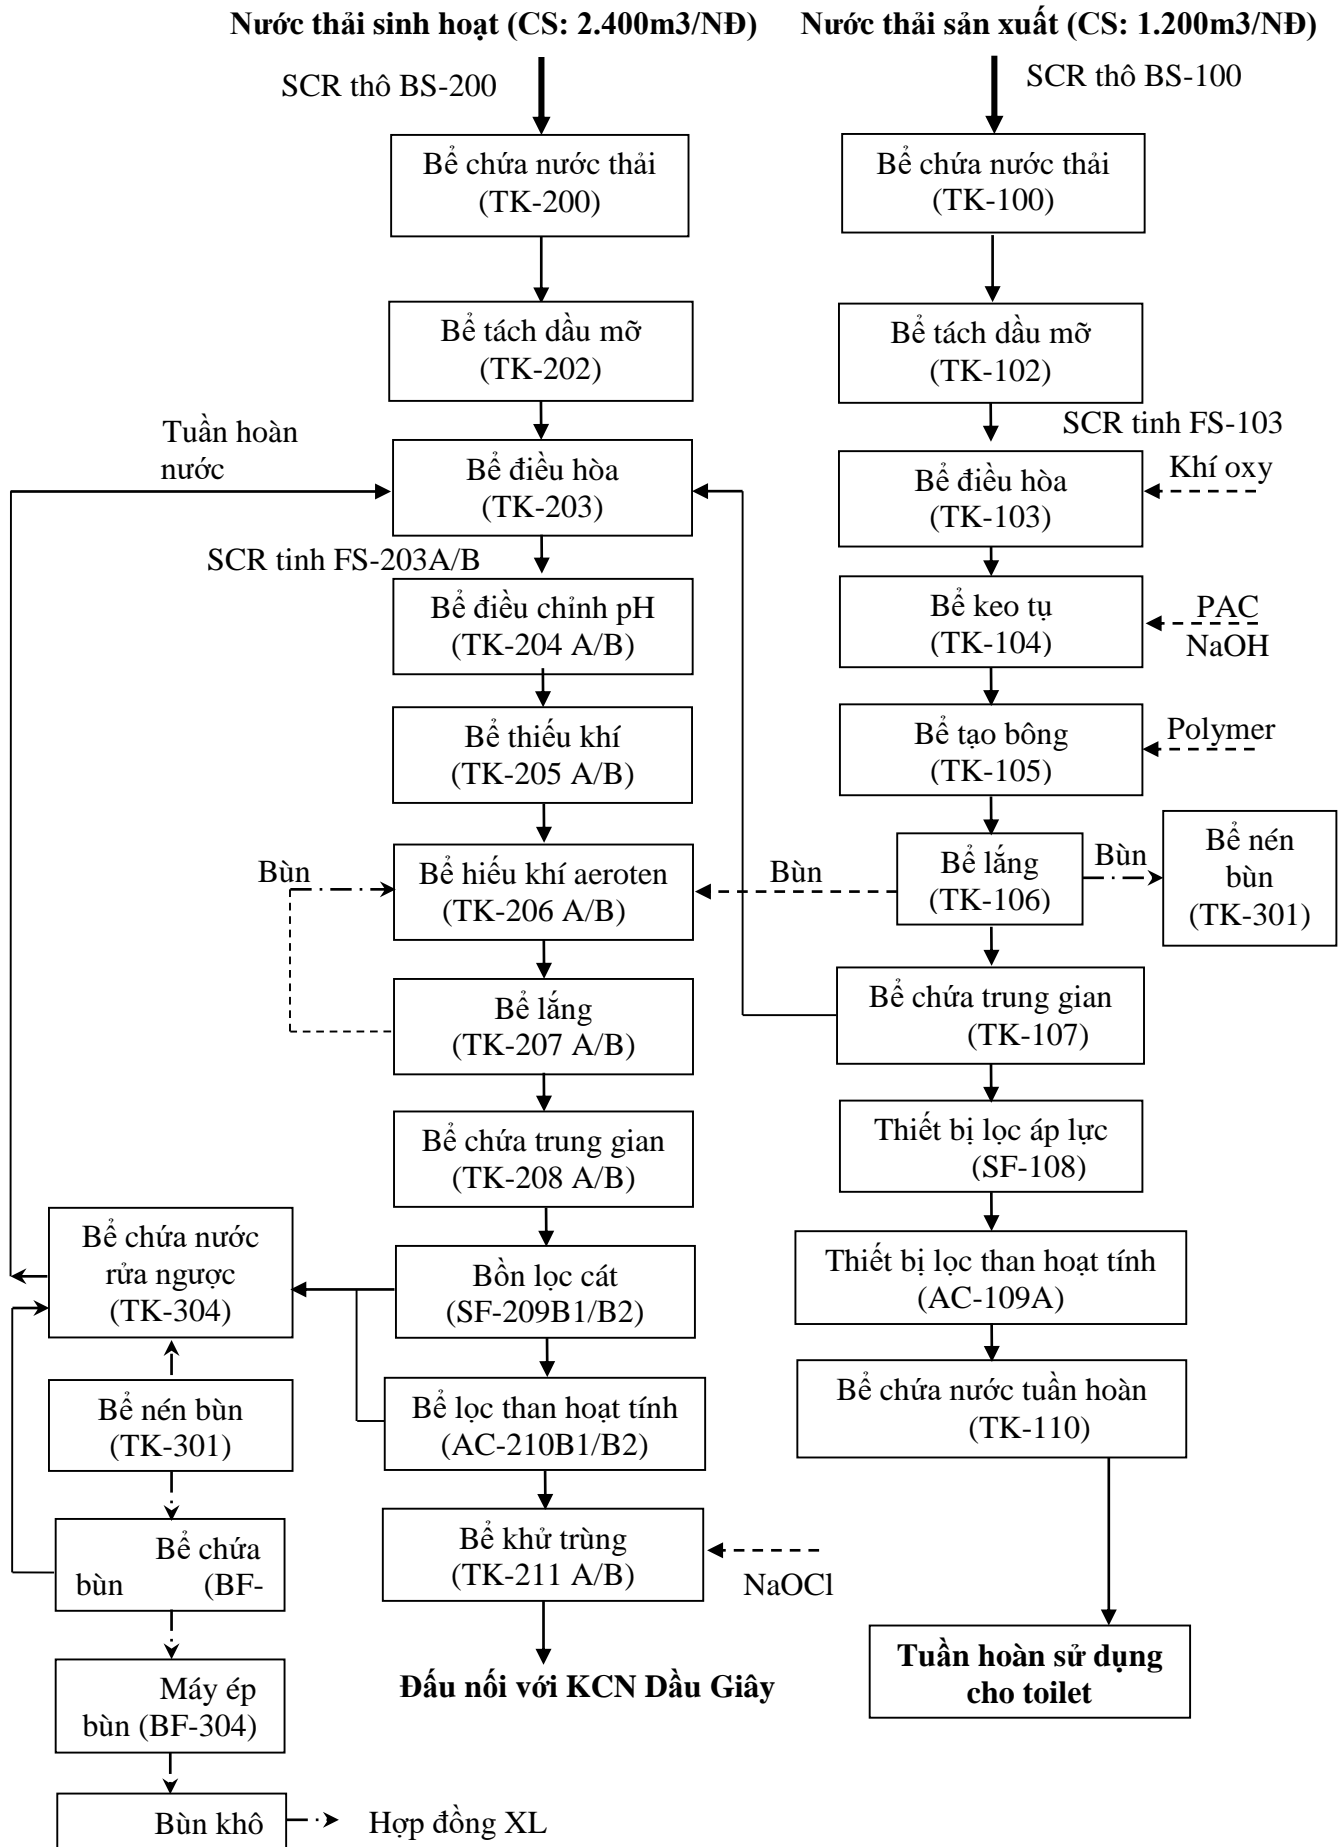 Nước thải sinh hoạt (CS: 2.400m3/NĐ)
Nước thải sản xuất (CS: 1.200m3/NĐ)
SCR thô BS-200
SCR thô BS-100
Bể chứa nước thải
(TK-200)
Bể chứa nước thải
(TK-100)
Bể tách dầu mỡ
(TK-202)
Bể tách dầu mỡ
(TK-102)
SCR tinh FS-103
Tuần hoàn
nước
Bể điều hòa
(TK-203)
Bể điều hòa
(TK-103)
Khí oxy
SCR tinh FS-203A/B
Bể điều chỉnh pH
(TK-204 A/B)
Bể keo tụ
(TK-104)
PAC
NaOH
Bể thiếu khí
(TK-205 A/B)
Bể tạo bông
(TK-105)
Polymer
Bùn
Bể hiếu khí aeroten
(TK-206 A/B)
Bùn
Bể lắng
(TK-106)
Bùn
Bể nén
bùn
(TK-301)
Bể lắng
(TK-207 A/B)
Bể chứa trung gian
(TK-107)
Bể chứa trung gian
(TK-208 A/B)
Thiết bị lọc áp lực
(SF-108)
Bể chứa nước
rửa ngược
(TK-304)
Bồn lọc cát
(SF-209B1/B2)
Thiết bị lọc than hoạt tính
(AC-109A)
Bể nén bùn
(TK-301)
Bể lọc than hoạt tính
(AC-210B1/B2)
Bể chứa nước tuần hoàn
(TK-110)
Bể chứa
bùn (BF-
Bể khử trùng
(TK-211 A/B)
NaOCl
Máy ép
bùn (BF-304)
Đấu nối với KCN Dầu Giây
Tuần hoàn sử dụng
cho toilet
Bùn khô
Hợp đồng XL